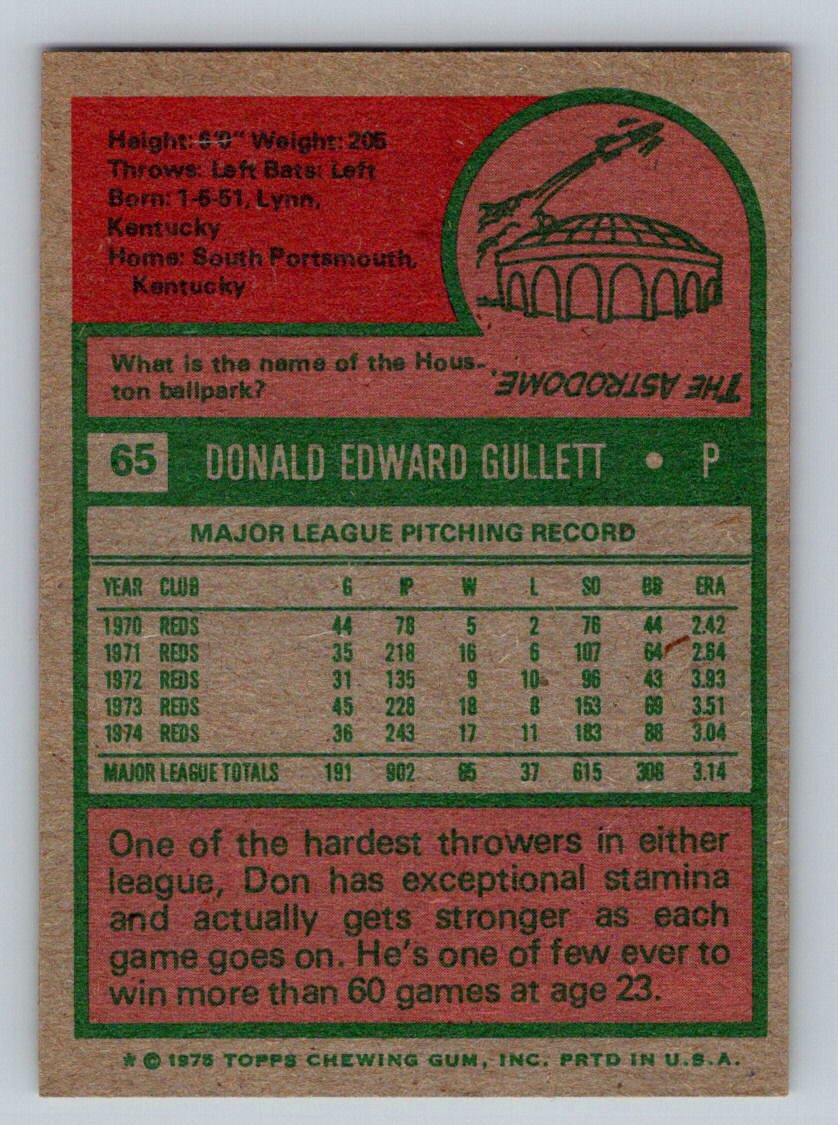 Height: 6'0" Weight: 205
Throws: Left Bats: Left
Born: 1-6-51, Lynn,
Kentucky
Home: South Portsmouth,
Kentucky
What is the name of the Hous-
ton ballpark?
THE ASTRODOME.
65 DONALD EDWARD GULLETT • P
MAJOR LEAGUE PITCHING RECORD
YEAR CLUB G IP W L SO BB ERA
1970 REDS 44 78 5 2 76 44 2.42
1971 REDS 35 218 16 6 107 64 2.64
1972 REDS 31 135 9 10 96 43 3.93
1973 REDS 45 228 18 8 153 69 3.51
1974 REDS 36 243 17 11 183 88 3.04
MAJOR LEAGUE TOTALS 191 902 65 37 615 308 3.14
One of the hardest throwers in either
league, Don has exceptional stamina
and actually gets stronger as each
game goes on. He's one of few ever to
win more than 60 games at age 23.
* © 1975 TOPPS CHEWING GUM, INC. PRTD IN U.S.A.